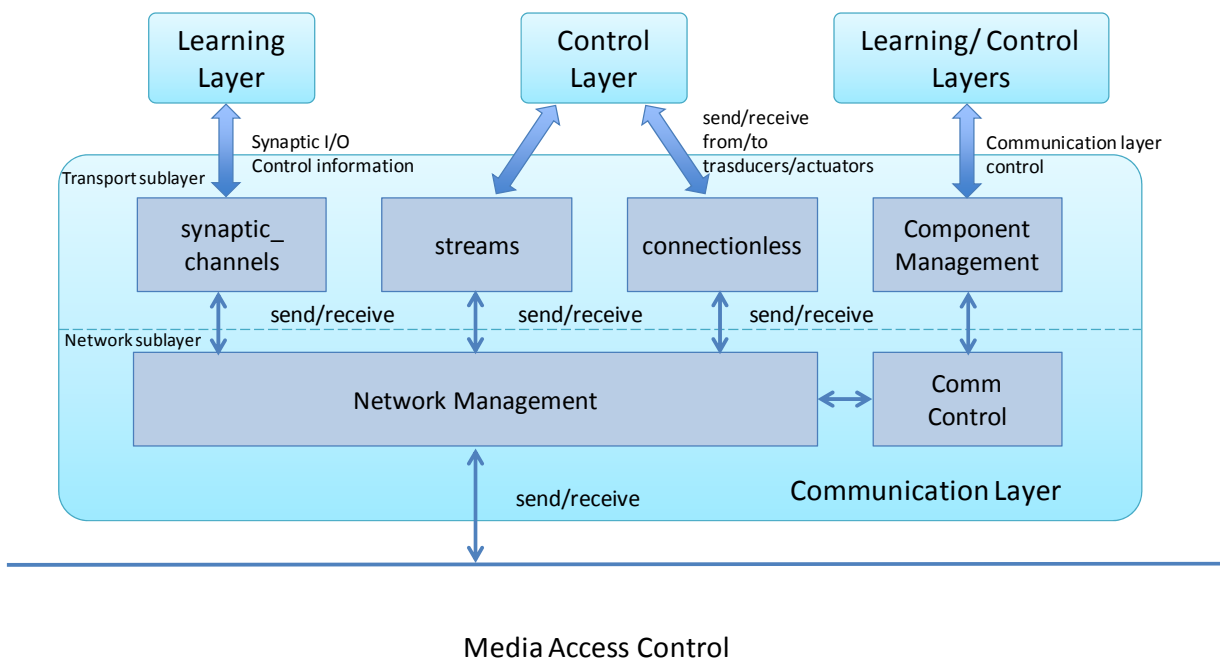 Learning
Layer
Control
Layer
Learning/ Control
Layers
Synaptic I/O
Control information
send/receive
from/to
trasducers/actuators
Communication layer
control
Transport sublayer
synaptic_
channels
streams
connectionless
Component
Management
send/receive
send/receive
send/receive
Network sublayer
Network Management
Comm
Control
send/receive
Communication Layer
Media Access Control